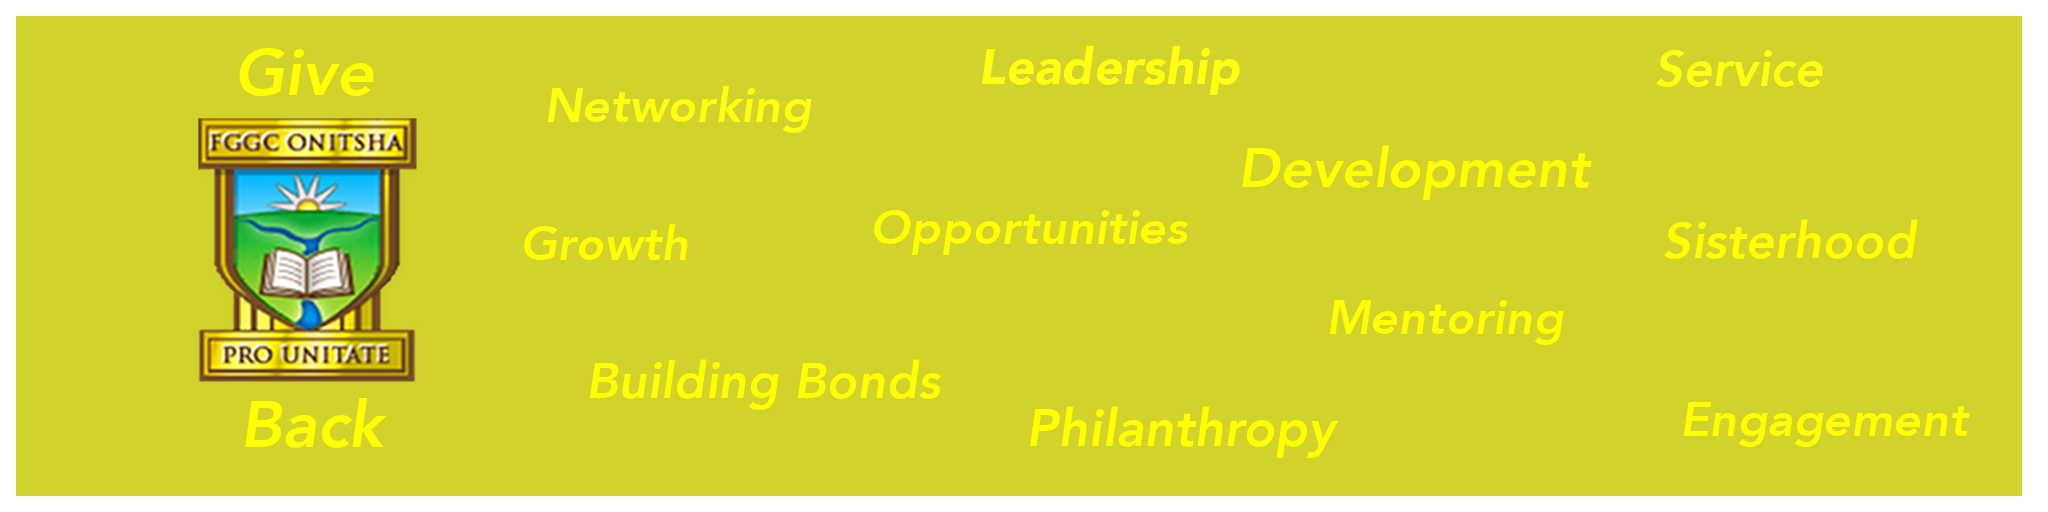 Give
FGGC ONITSHA
PRO UNITATE
Back
Networking
Leadership
Service
Development
Growth
Opportunities
Sisterhood
Mentoring
Building Bonds
Philanthropy
Engagement